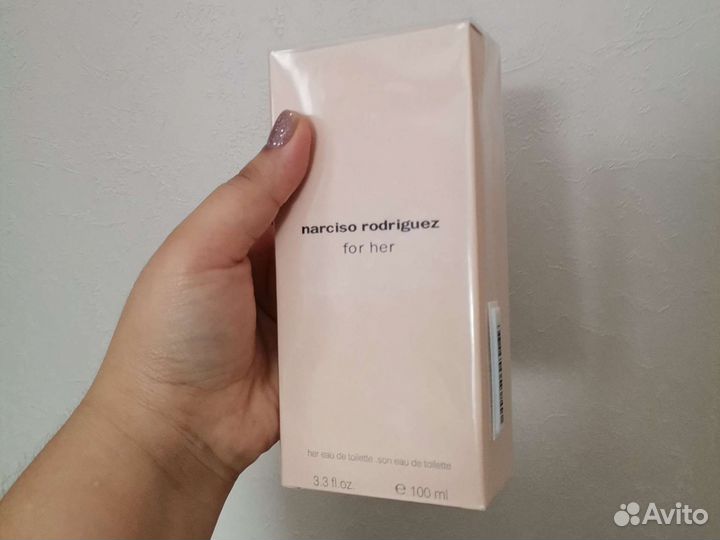 narciso rodriguez
for her
her eau de toilette .son eau de toilette
3.3 fl.oz. e 100 ml
Avito